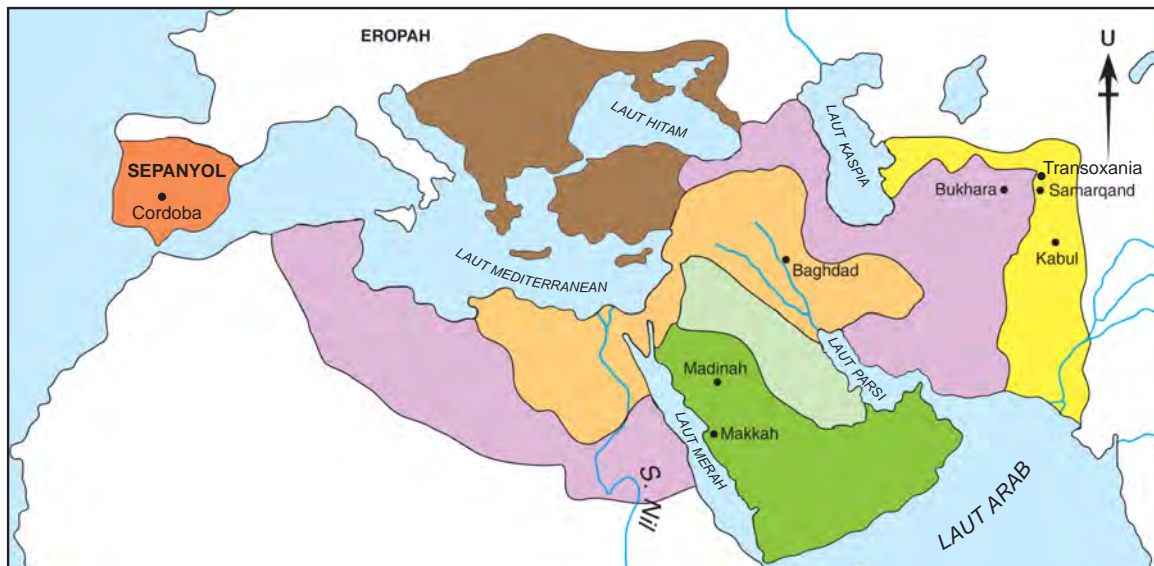 EROPAH
U
LAUT HITAM
LAUT KASPIA
SEPANYOL
Cordoba
Transoxania
Bukhara
Samarqand
Kabul
LAUT MEDITERRANEAN
Baghdad
LAUT PARSI
Madinah
Makkah
LAUT MERAH
S. Nil
LAUT ARAB